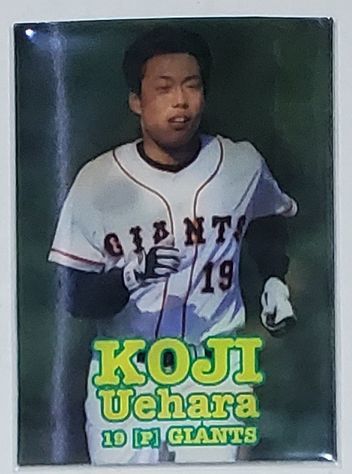 GIANTS
19
KOJI
Uehara
19 [P] GIANTS